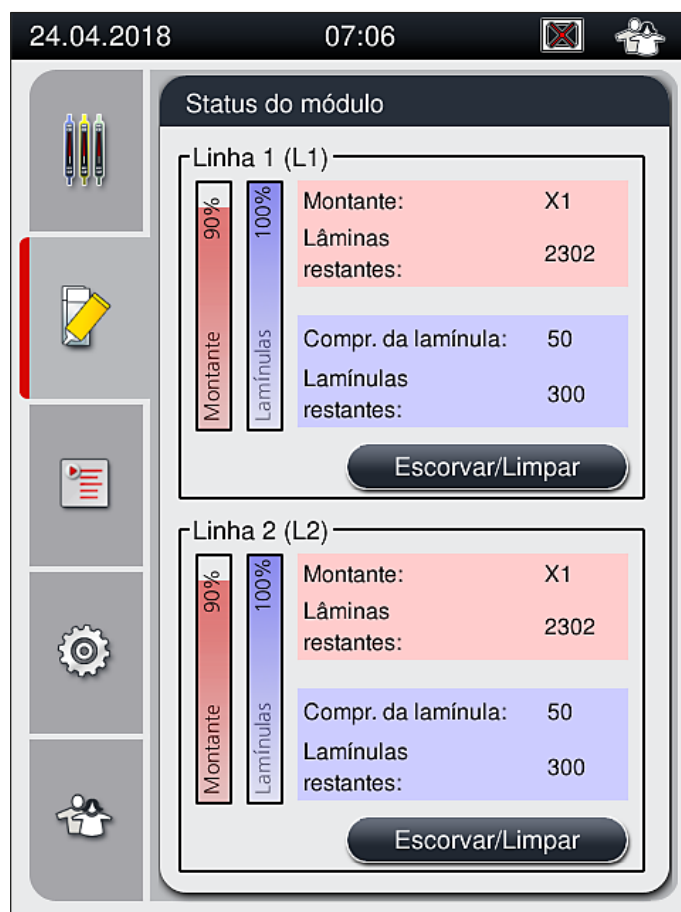 24.04.2018 07:06
Status do módulo
Linha 1 (L1)
90%
Montante
100%
Lamínulas
Montante: X1
Lâminas
restantes: 2302
Compr. da lamínula: 50
Lamínulas
restantes: 300
Escorvar/Limpar
Linha 2 (L2)
90%
Montante
100%
Lamínulas
Montante: X1
Lâminas
restantes: 2302
Compr. da lamínula: 50
Lamínulas
restantes: 300
Escorvar/Limpar